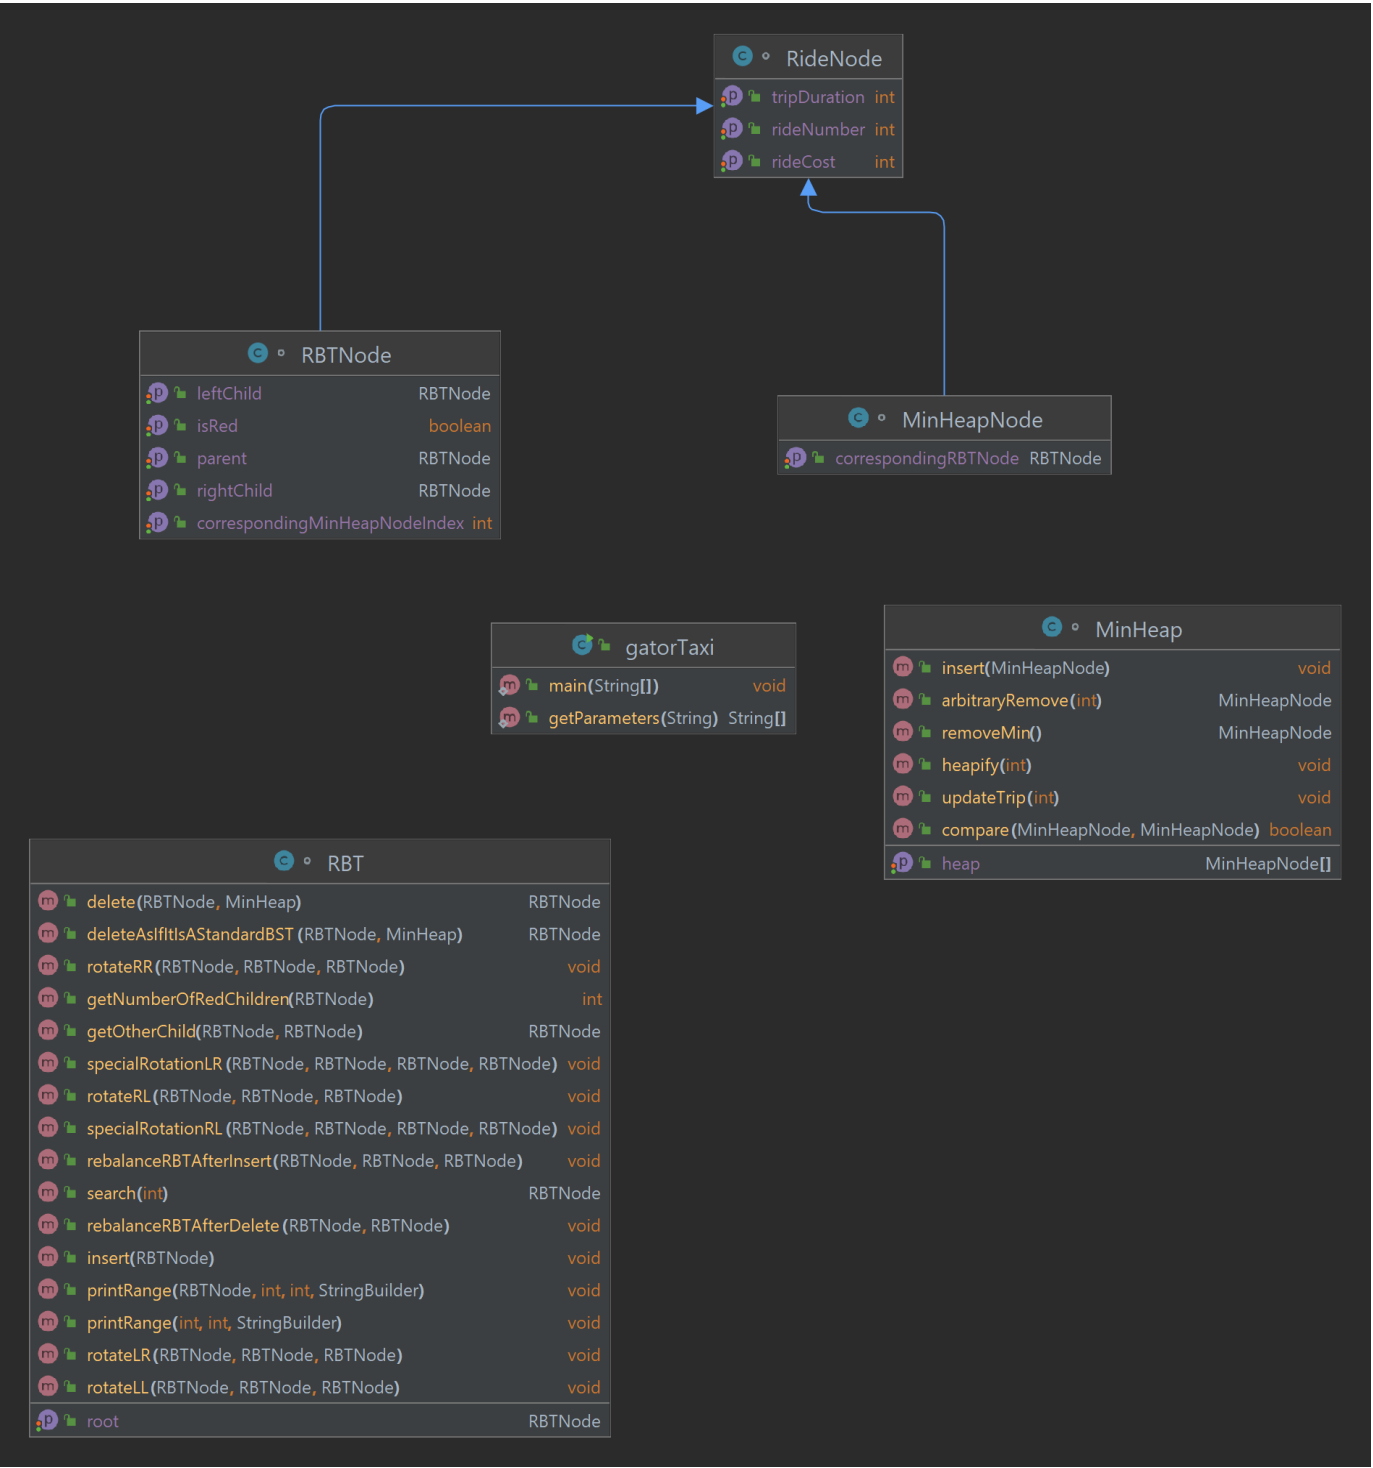 RideNode
tripDuration int
rideNumber int
rideCost int
RBTNode
leftChild RBTNode
isRed boolean
parent RBTNode
rightChild RBTNode
correspondingMinHeapNodeIndex int
MinHeapNode
correspondingRBTNode RBTNode
gatorTaxi
main(String[]) void
getParameters(String) String[]
MinHeap
insert(MinHeapNode) void
arbitraryRemove(int) MinHeapNode
removeMin() MinHeapNode
heapify(int) void
updateTrip(int) void
compare(MinHeapNode, MinHeapNode) boolean
heap MinHeapNode[]
RBT
delete(RBTNode, MinHeap) RBTNode
deleteAsIfItIsAStandardBST(RBTNode, MinHeap) RBTNode
rotateRR(RBTNode, RBTNode, RBTNode) void
getNumberOfRedChildren(RBTNode) int
getOtherChild(RBTNode, RBTNode) RBTNode
specialRotationLR(RBTNode, RBTNode, RBTNode, RBTNode) void
rotateRL(RBTNode, RBTNode, RBTNode) void
specialRotationRL(RBTNode, RBTNode, RBTNode, RBTNode) void
rebalanceRBTAfterInsert(RBTNode, RBTNode, RBTNode) void
search(int) RBTNode
rebalanceRBTAfterDelete(RBTNode, RBTNode) void
insert(RBTNode) void
printRange(RBTNode, int, int, StringBuilder) void
printRange(int, int, StringBuilder) void
rotateLR(RBTNode, RBTNode, RBTNode) void
rotateLL(RBTNode, RBTNode, RBTNode) void
root RBTNode